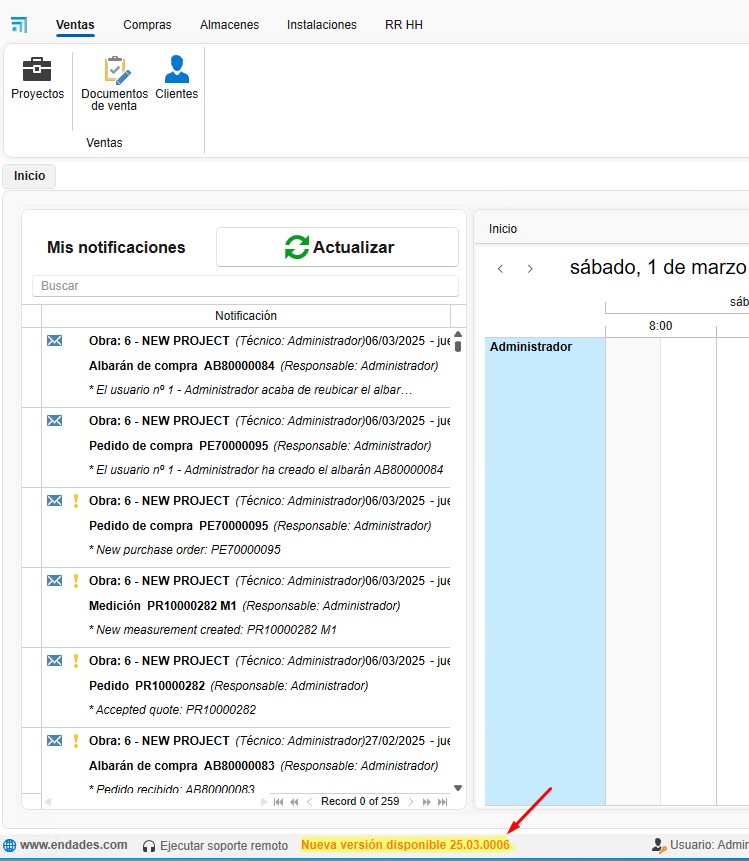 Ventas Compras Almacenes Instalaciones RR HH
Proyectos
Documentos de venta
Clientes
Ventas
Inicio
Mis notificaciones
Actualizar
Buscar
Notificación
Obra: 6 - NEW PROJECT (Técnico: Administrador)06/03/2025 - jue
Albarán de compra AB80000084 (Responsable: Administrador)
* El usuario nº 1 - Administrador acaba de reubicar el albar…
Obra: 6 - NEW PROJECT (Técnico: Administrador)06/03/2025 - jue
Pedido de compra PE70000095 (Responsable: Administrador)
* El usuario nº 1 - Administrador ha creado el albarán AB80000084
Obra: 6 - NEW PROJECT (Técnico: Administrador)06/03/2025 - jue
Pedido de compra PE70000095 (Responsable: Administrador)
* New purchase order: PE70000095
Obra: 6 - NEW PROJECT (Técnico: Administrador)06/03/2025 - jue
Medición PR10000282 M1 (Responsable: Administrador)
* New measurement created: PR10000282 M1
Obra: 6 - NEW PROJECT (Técnico: Administrador)06/03/2025 - jue
Pedido PR10000282 (Responsable: Administrador)
* Accepted quote: PR10000282
Obra: 6 - NEW PROJECT (Técnico: Administrador)27/02/2025 - jue
Albarán de compra AB80000083 (Responsable: Administrador)
* Pedido recibido: AB80000083
Record 0 of 259
Inicio
sábado, 1 de marzo
sáb
8:00
Administrador
www.endades.com Ejecutar soporte remoto Nueva versión disponible 25.03.0006 Usuario: Admin